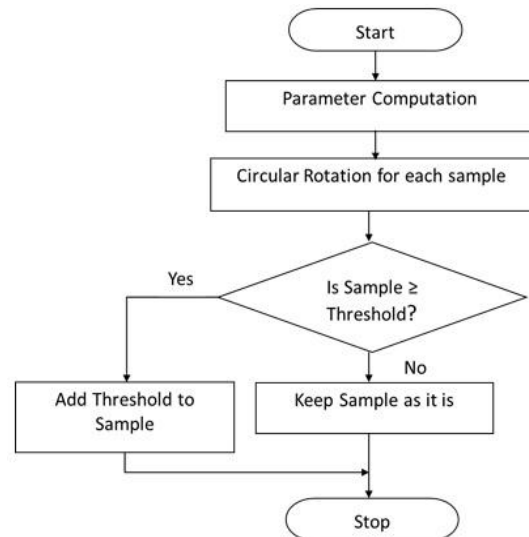 Start
Parameter Computation
Circular Rotation for each sample
Is Sample ≥
Threshold?
Yes
No
Add Threshold to
Sample
Keep Sample as it is
Stop